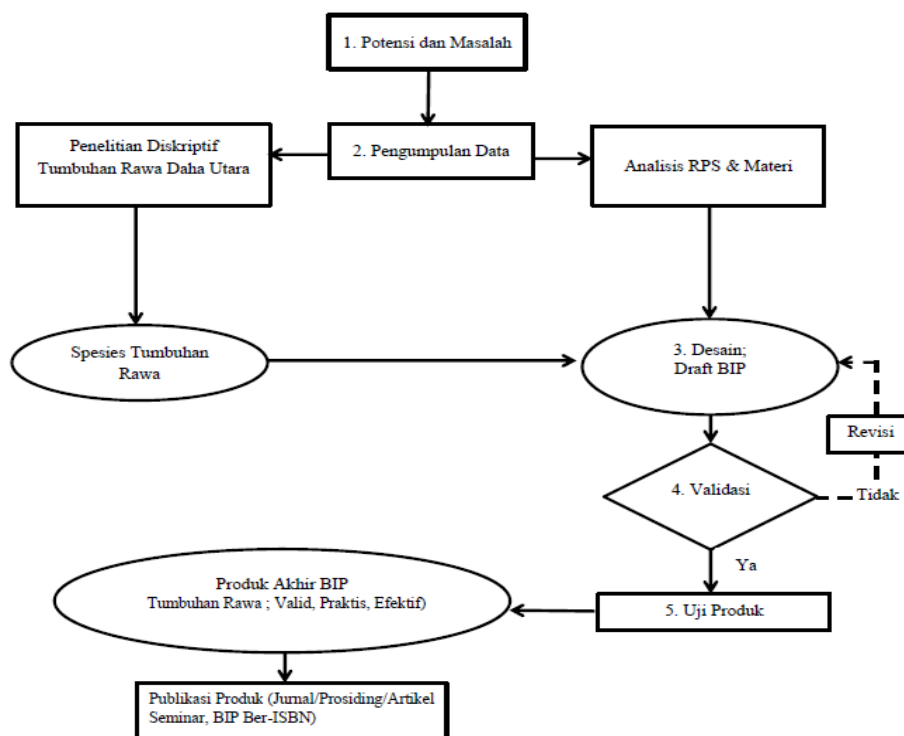 1. Potensi dan Masalah
Penelitian Diskriptif
Tumbuhan Rawa Daha Utara
2. Pengumpulan Data
Analisis RPS & Materi
Spesies Tumbuhan
Rawa
3. Desain;
Draft BIP
Revisi
4. Validasi
Tidak
Ya
Produk Akhir BIP
Tumbuhan Rawa ; Valid, Praktis, Efektif)
5. Uji Produk
Publikasi Produk (Jurnal/Prosiding/Artikel
Seminar, BIP Ber-ISBN)